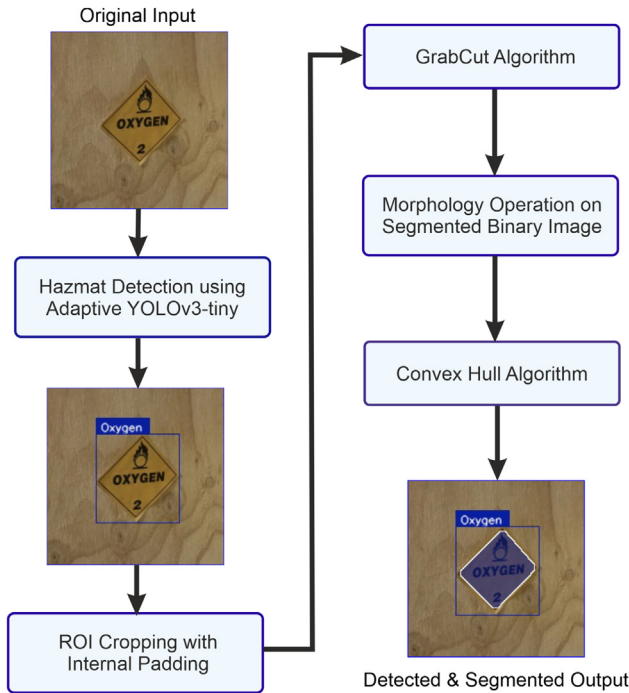 Original Input
OXYGEN
2
Hazmat Detection using
Adaptive YOLOv3-tiny
Oxygen
OXYGEN
2
ROI Cropping with
Internal Padding
GrabCut Algorithm
Morphology Operation on
Segmented Binary Image
Convex Hull Algorithm
Oxygen
OXYGEN
2
Detected & Segmented Output